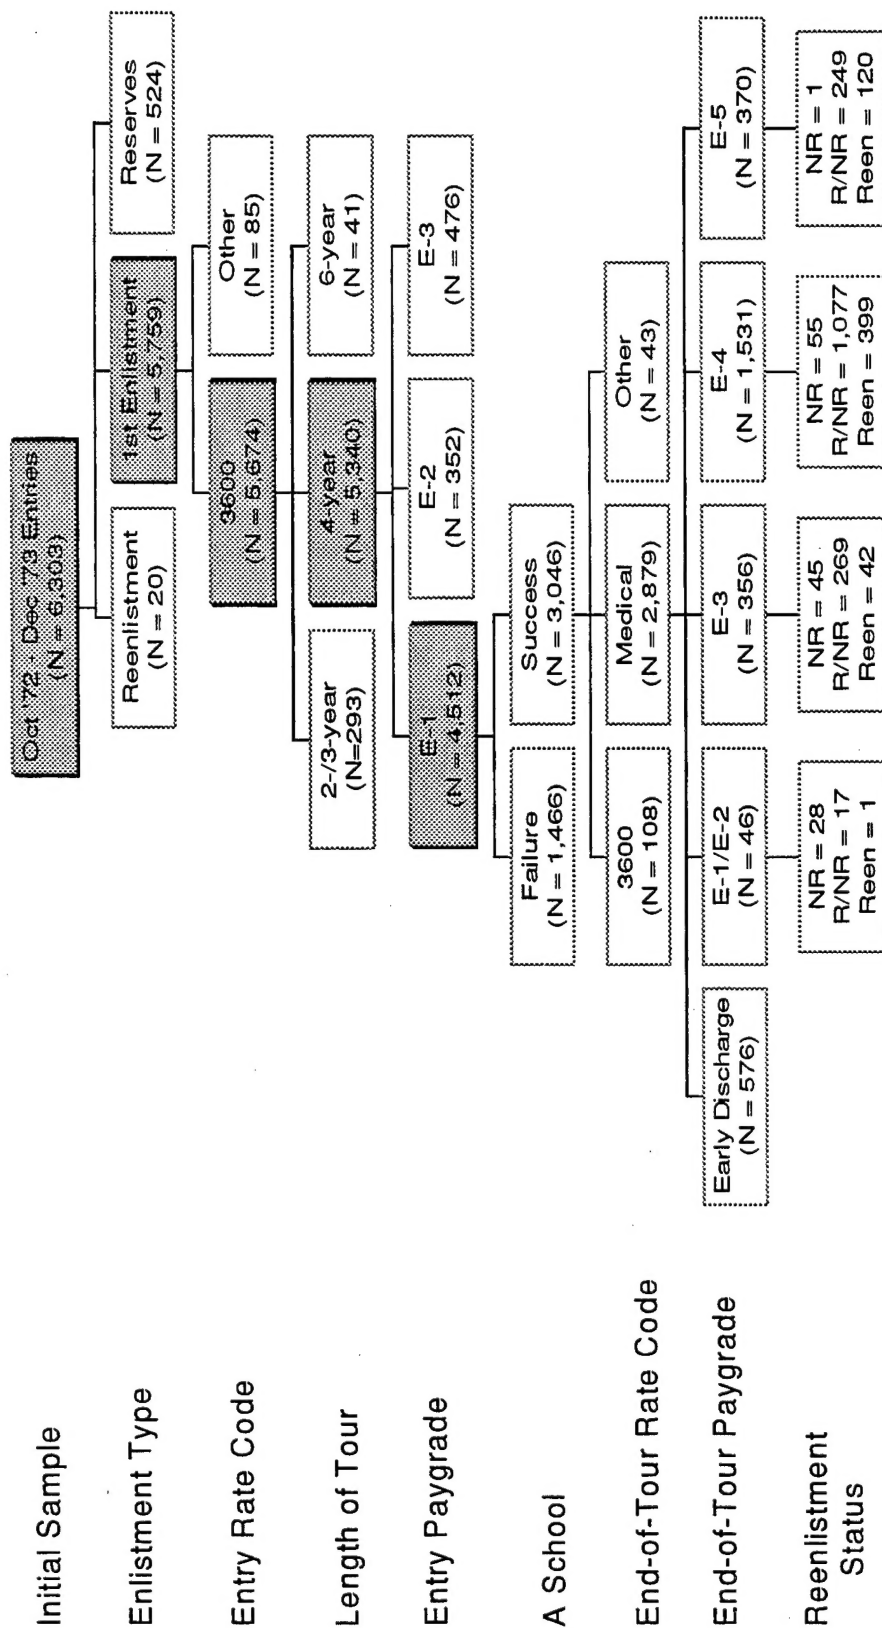 Initial Sample
Oct '72 - Dec '73 Entries
(N = 6,303)
Enlistment Type
Reenlistment
(N = 20)
1st Enlistment
(N = 5,759)
Reserves
(N = 524)
Entry Rate Code
3600
(N = 5,674)
Other
(N = 85)
Length of Tour
2-/3-year
(N=293)
4-year
(N = 5,340)
6-year
(N = 41)
Entry Paygrade
E-1
(N = 4,512)
E-2
(N = 352)
E-3
(N = 476)
A School
Failure
(N = 1,466)
Success
(N = 3,046)
End-of-Tour Rate Code
3600
(N = 108)
Medical
(N = 2,879)
Other
(N = 43)
End-of-Tour Paygrade
Early Discharge
(N = 576)
E-1/E-2
(N = 46)
E-3
(N = 356)
E-4
(N = 1,531)
E-5
(N = 370)
Reenlistment
Status
NR = 28
R/NR = 17
Reen = 1
NR = 45
R/NR = 269
Reen = 42
NR = 55
R/NR = 1,077
Reen = 399
NR = 1
R/NR = 249
Reen = 120